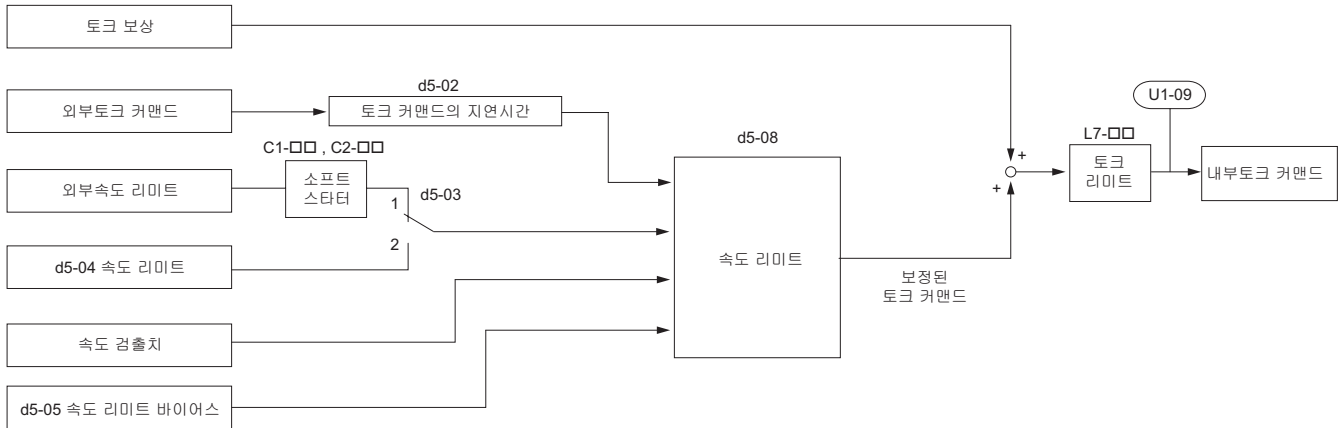 토크 보상
d5-02
외부토크 커맨드
토크 커맨드의 지연시간
U1-09
d5-08
L7-□□
C1-□□ , C2-□□
외부속도 리미트
소프트
스타터
d5-03
1
2
+
+
토크
리미트
내부토크 커맨드
d5-04 속도 리미트
속도 리미트
보정된
토크 커맨드
속도 검출치
d5-05 속도 리미트 바이어스